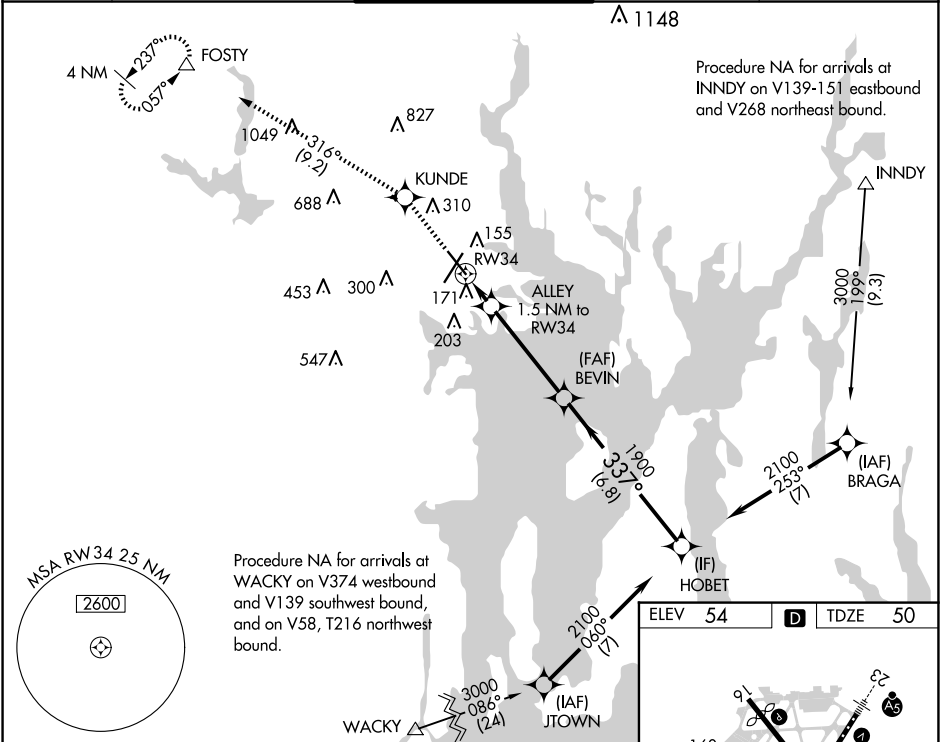 1148
237°
FOSTY
4 NM
057°
Procedure NA for arrivals at
INNDY on V139-151 eastbound
and V268 northeast bound.
1049
316°
(9.2)
827
KUNDE
INNDY
688
310
155
RW34
453
300
171
ALLEY
1.5 NM to
RW34
203
3000
199°
(9.3)
547
(FAF)
BEVIN
1900
337°
(6.8)
2100
253°
(7)
(IAF)
BRAGA
MSA RW34 25 NM
2600
Procedure NA for arrivals at
WACKY on V374 westbound
and V139 southwest bound,
and on V58, T216 northwest
bound.
(IF)
HOBET
2100
060°
(7)
ELEV 54
D
TDZE 50
3000
086°
(24)
WACKY
(IAF)
JTOWN
16
23
A5